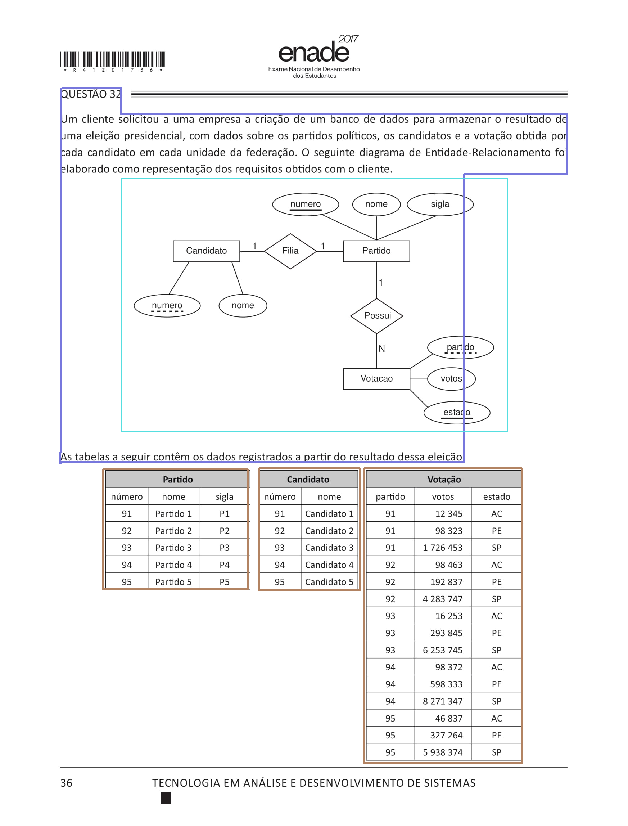 enade 2017
Exame Nacional de Desempenho
dos Estudantes
*R4120173 6*
QUESTÃO 32
Um cliente solicitou a uma empresa a criação de um banco de dados para armazenar o resultado de
uma eleição presidencial, com dados sobre os partidos políticos, os candidatos e a votação obtida por
cada candidato em cada unidade da federação. O seguinte diagrama de Entidade-Relacionamento foi
elaborado como representação dos requisitos obtidos com o cliente.
numero nome sigla
Candidato 1 Filia 1 Partido
numero nome
1
Possui
N
Votacao
partido
votos
estado
As tabelas a seguir contêm os dados registrados a partir do resultado dessa eleição.
Partido
número nome sigla
91 Partido 1 P1
92 Partido 2 P2
93 Partido 3 P3
94 Partido 4 P4
95 Partido 5 P5
Candidato
número nome
91 Candidato 1
92 Candidato 2
93 Candidato 3
94 Candidato 4
95 Candidato 5
Votação
partido votos estado
91 12 345 AC
91 98 323 PE
91 1 726 453 SP
92 98 463 AC
92 192 837 PE
92 4 283 747 SP
93 16 253 AC
93 293 845 PE
93 6 253 745 SP
94 98 372 AC
94 598 333 PE
94 8 271 347 SP
95 46 837 AC
95 327 264 PE
95 5 938 374 SP
36 TECNOLOGIA EM ANÁLISE E DESENVOLVIMENTO DE SISTEMAS